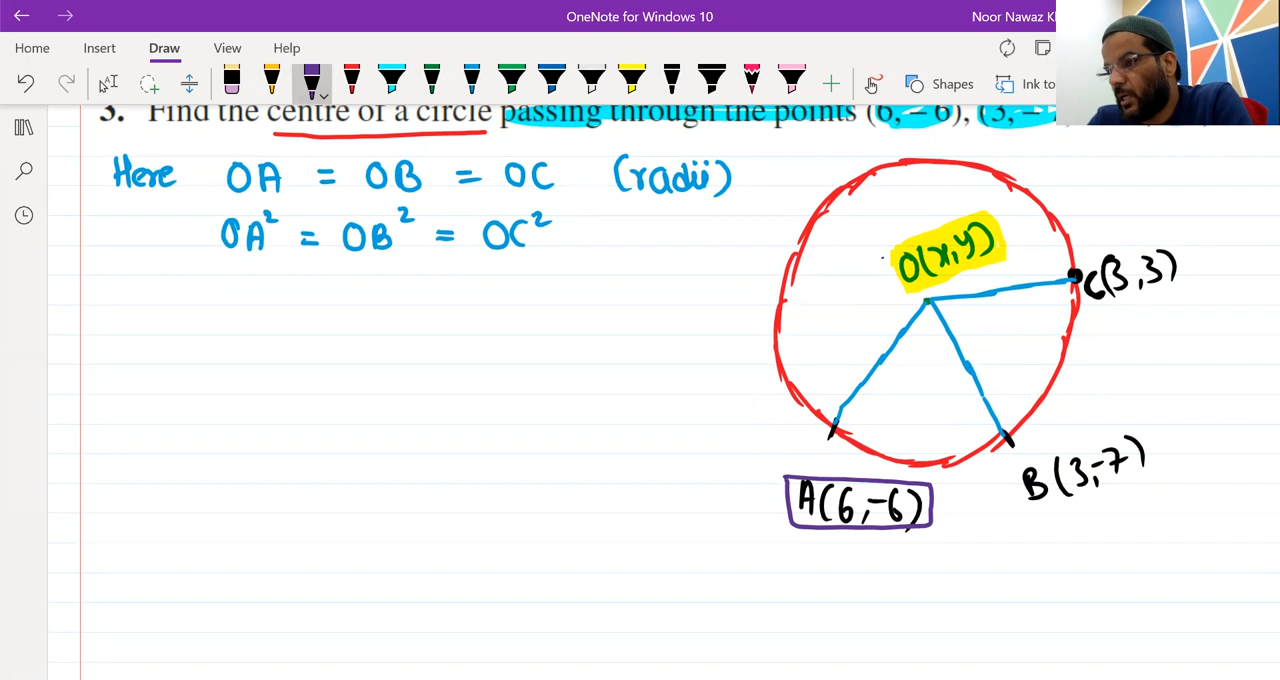 OneNote for Windows 10
Noor Nawaz
Home Insert Draw View Help
Shapes Ink to
3. Find the centre of a circle passing through the points (6, – 6), (3, –
Here OA = OB = OC (radii)
OA² = OB² = OC²
O(x,y)
C(3,3)
B(3,-7)
A(6,-6)